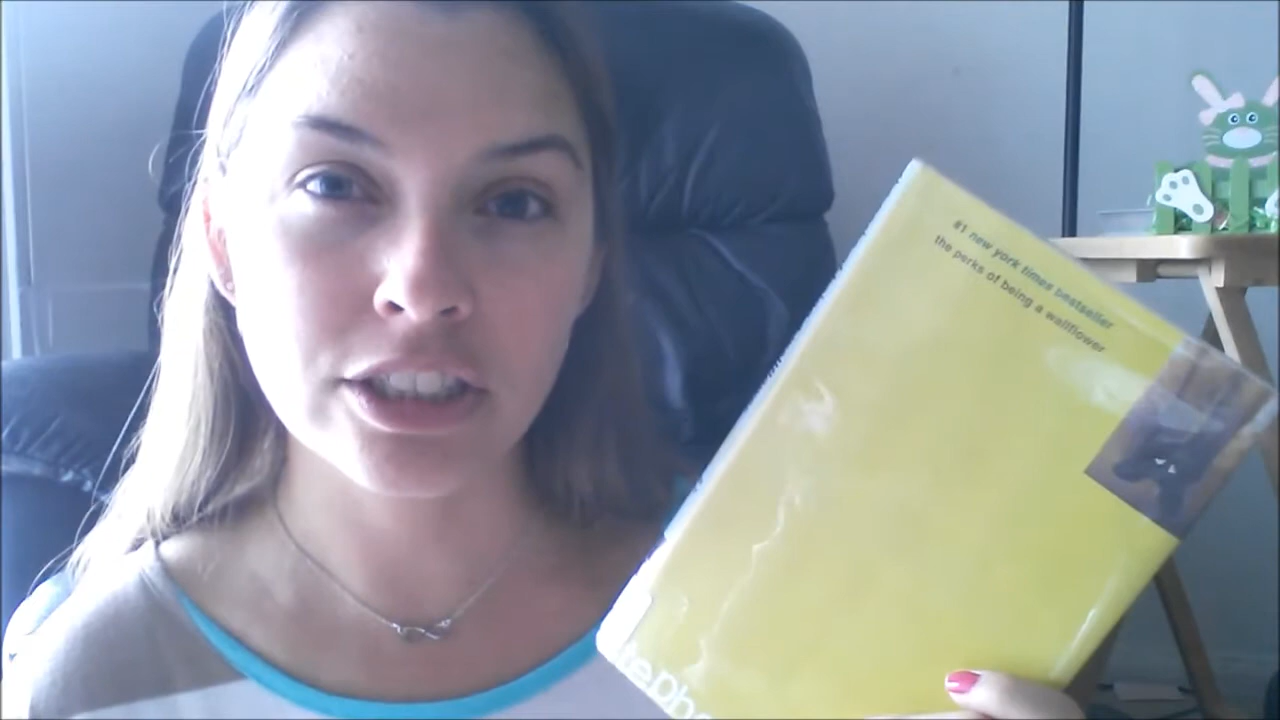 #1 new york times bestseller
the perks of being a wallflower